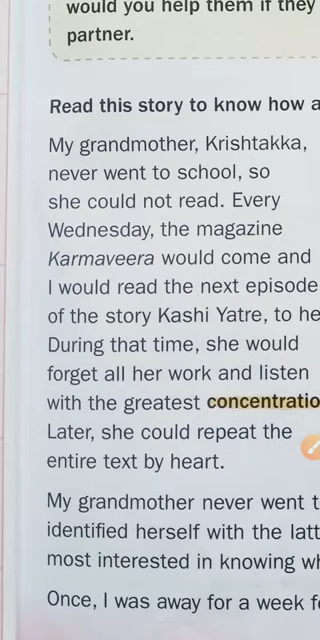 would you help them if they
partner.
Read this story to know how a
My grandmother, Krishtakka,
never went to school, so
she could not read. Every
Wednesday, the magazine
Karmaveera would come and
I would read the next episode
of the story Kashi Yatre, to he
During that time, she would
forget all her work and listen
with the greatest concentratio
Later, she could repeat the
entire text by heart.
My grandmother never went t
identified herself with the latt
most interested in knowing wh
Once, I was away for a week f